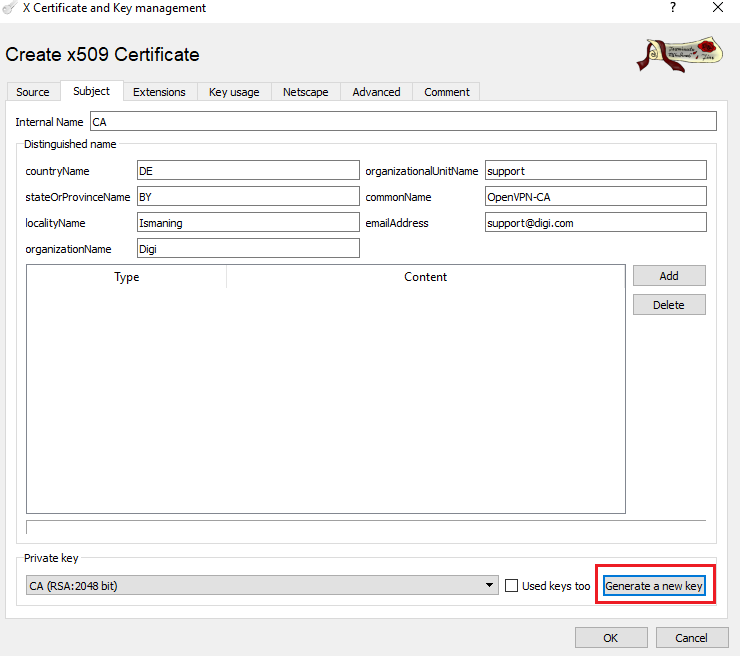 X Certificate and Key management
?
Create x509 Certificate
Source Subject Extensions Key usage Netscape Advanced Comment
Internal Name CA
Distinguished name
countryName DE organizationalUnitName support
stateOrProvinceName BY commonName OpenVPN-CA
localityName Ismaning emailAddress support@digi.com
organizationName Digi
Type Content Add
Delete
Private key
CA (RSA:2048 bit) Used keys too Generate a new key
OK Cancel